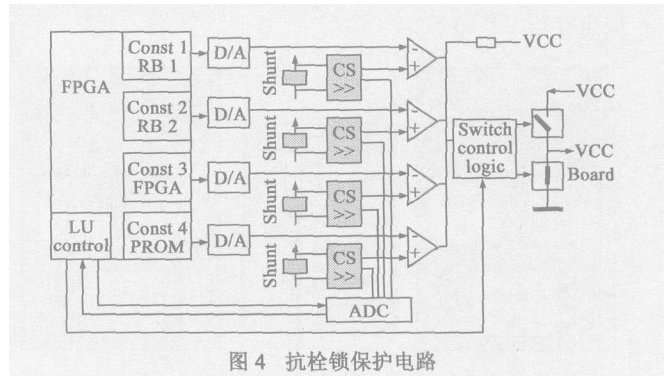 FPGA
Const 1
RB 1
D/A
Shunt
CS
>>
-
+
VCC
Const 2
RB 2
D/A
Shunt
CS
>>
-
+
Switch
control
logic
VCC
VCC
Board
Const 3
FPGA
D/A
Shunt
CS
>>
-
+
LU
control
Const 4
PROM
D/A
Shunt
CS
>>
-
+
ADC
图 4 抗栓锁保护电路